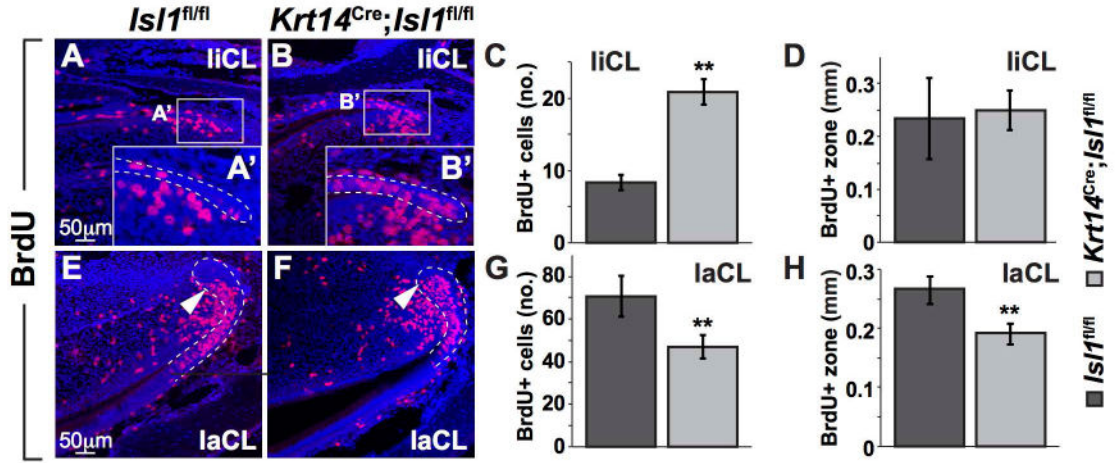 Isl1fl/fl
Krt14Cre;Isl1fl/fl
BrdU
A
liCL
A'
A'
50µm
B
liCL
B'
B'
C
liCL
**
BrdU+ cells (no.)
20
10
0
D
liCL
BrdU+ zone (mm)
0.3
0.2
0.1
0
E
50µm
laCL
F
laCL
G
laCL
**
BrdU+ cells (no.)
80
60
40
20
0
H
laCL
**
BrdU+ zone (mm)
0.3
0.2
0.1
0
Isl1fl/fl
Krt14Cre;Isl1fl/fl